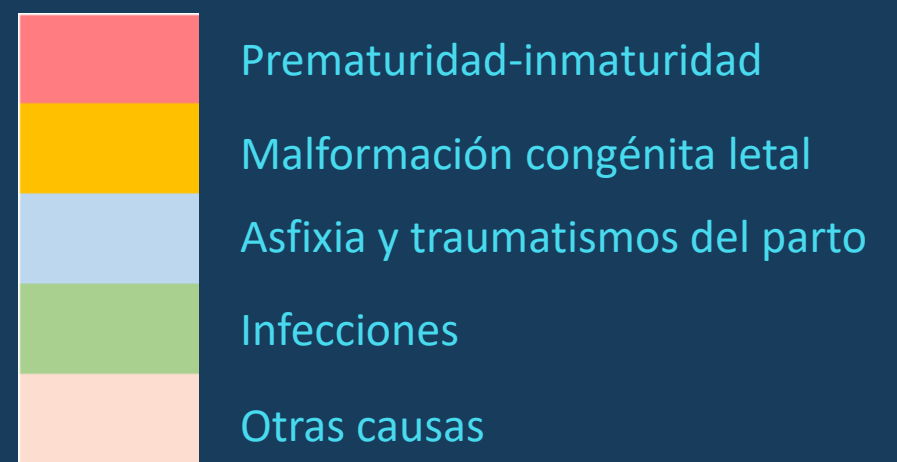 Prematuridad-inmaturidad
Malformación congénita letal
Asfixia y traumatismos del parto
Infecciones
Otras causas